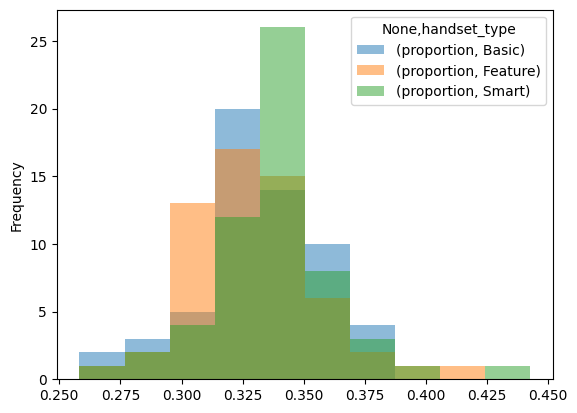 None,handset_type
(proportion, Basic)
(proportion, Feature)
(proportion, Smart)
Frequency
25
20
15
10
5
0
0.250 0.275 0.300 0.325 0.350 0.375 0.400 0.425 0.450